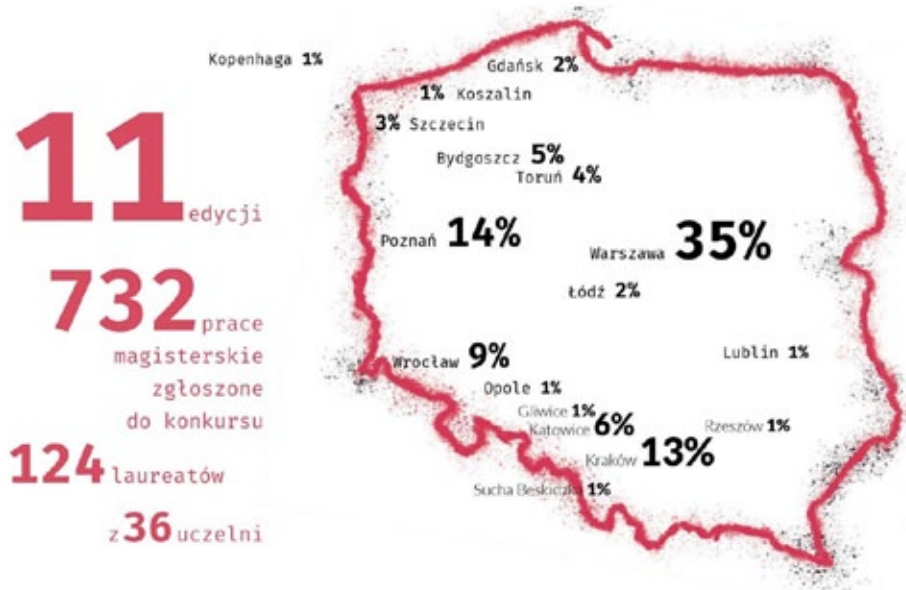 11 edycji
732 prace
magisterskie
zgłoszone
do konkursu
124 laureatów
z 36 uczelni
Kopenhaga 1%
Gdańsk 2%
1% Koszalin
3% Szczecin
Bydgoszcz 5%
Toruń 4%
Poznań 14%
Warszawa 35%
Łódź 2%
Lublin 1%
Wrocław 9%
Opole 1%
Gliwice 1%
Katowice 6%
Rzeszów 1%
Kraków 13%
Sucha 1%